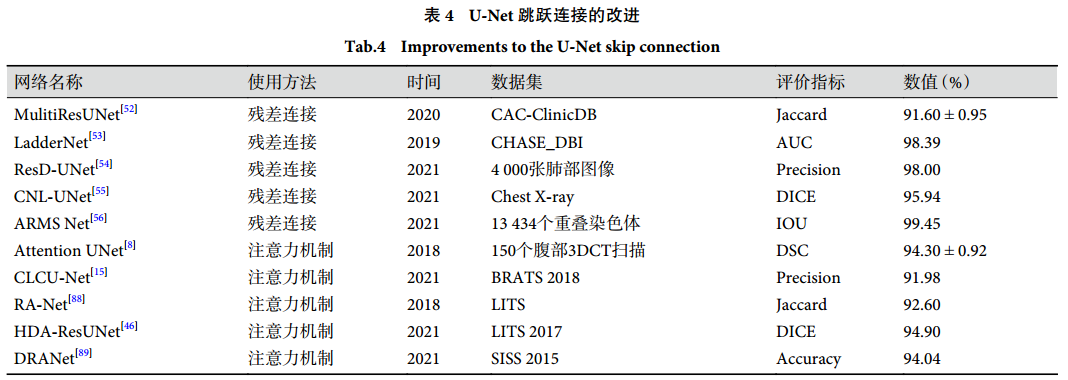 表 4 U-Net 跳跃连接的改进
Tab.4 Improvements to the U-Net skip connection
网络名称 使用方法 时间 数据集 评价指标 数值(%)
MulitiResUNet[52] 残差连接 2020 CAC-ClinicDB Jaccard 91.60 ± 0.95
LadderNet[53] 残差连接 2019 CHASE_DBI AUC 98.39
ResD-UNet[54] 残差连接 2021 4 000张肺部图像 Precision 98.00
CNL-UNet[55] 残差连接 2021 Chest X-ray DICE 95.94
ARMS Net[56] 残差连接 2021 13 434个重叠染色体 IOU 99.45
Attention UNet[8] 注意力机制 2018 150个腹部3DCT扫描 DSC 94.30 ± 0.92
CLCU-Net[15] 注意力机制 2021 BRATS 2018 Precision 91.98
RA-Net[88] 注意力机制 2018 LITS Jaccard 92.60
HDA-ResUNet[46] 注意力机制 2021 LITS 2017 DICE 94.90
DRANet[89] 注意力机制 2021 SISS 2015 Accuracy 94.04